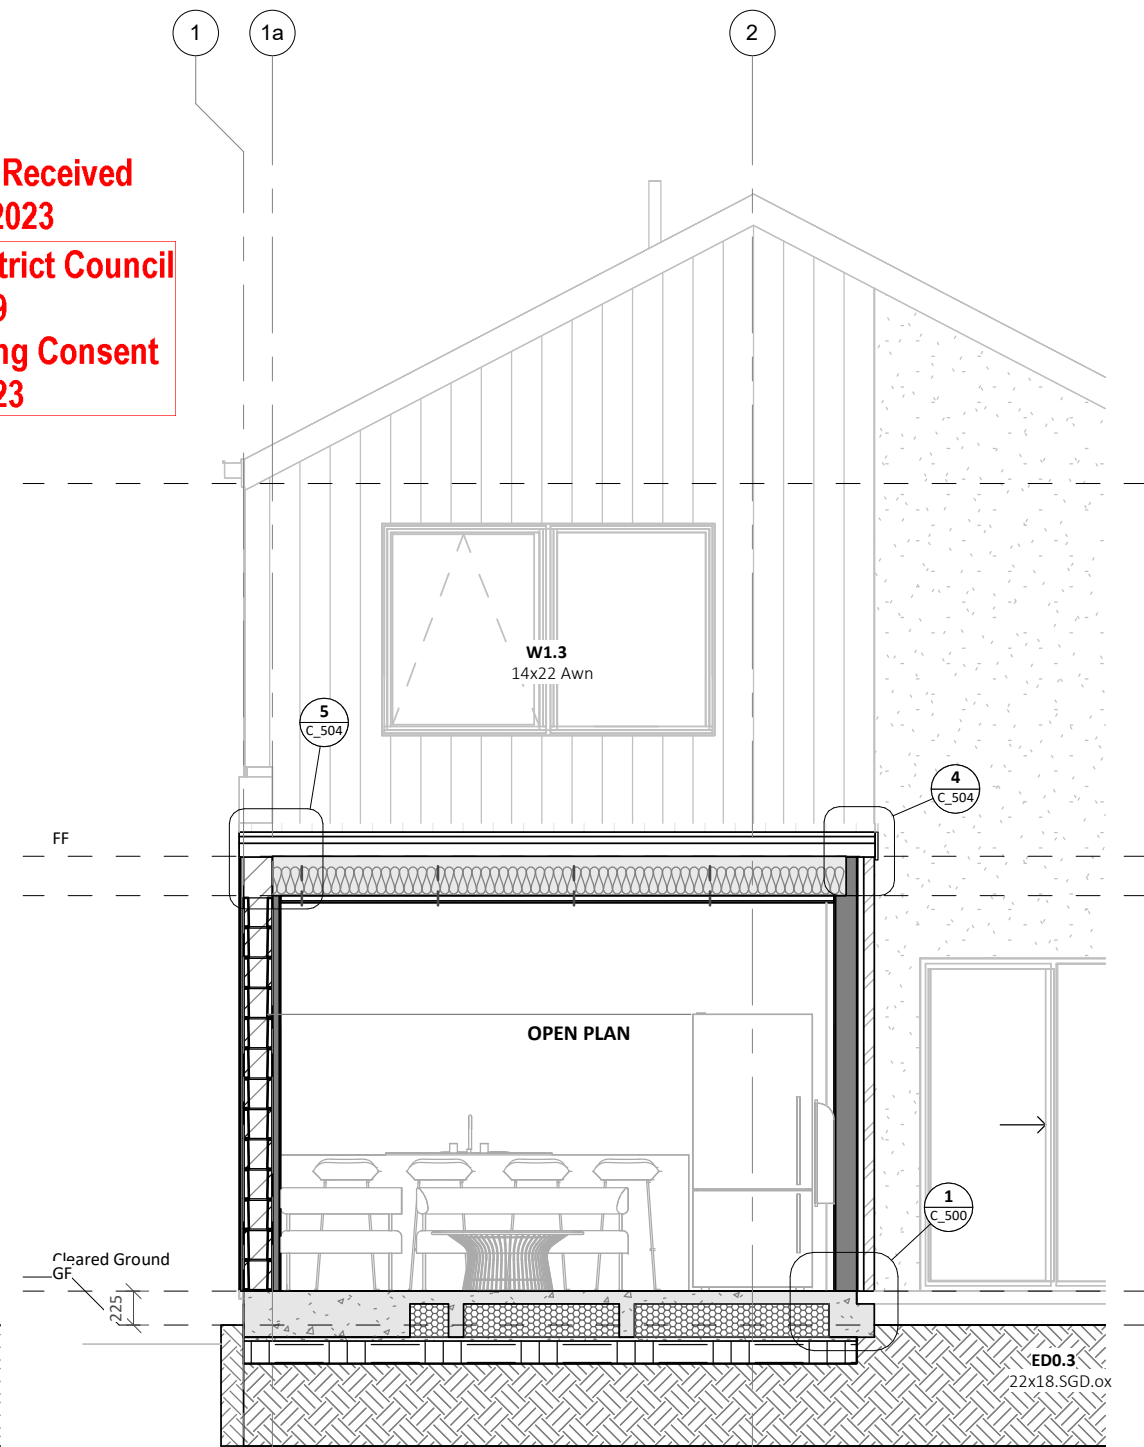 1
1a
2
Received
2023
trict Council
9
ng Consent
23
W1.3
14x22 Awn
5
C_504
4
C_504
FF
OPEN PLAN
1
C_500
Cleared Ground
GF
225
ED0.3
22x18.SGD.ox